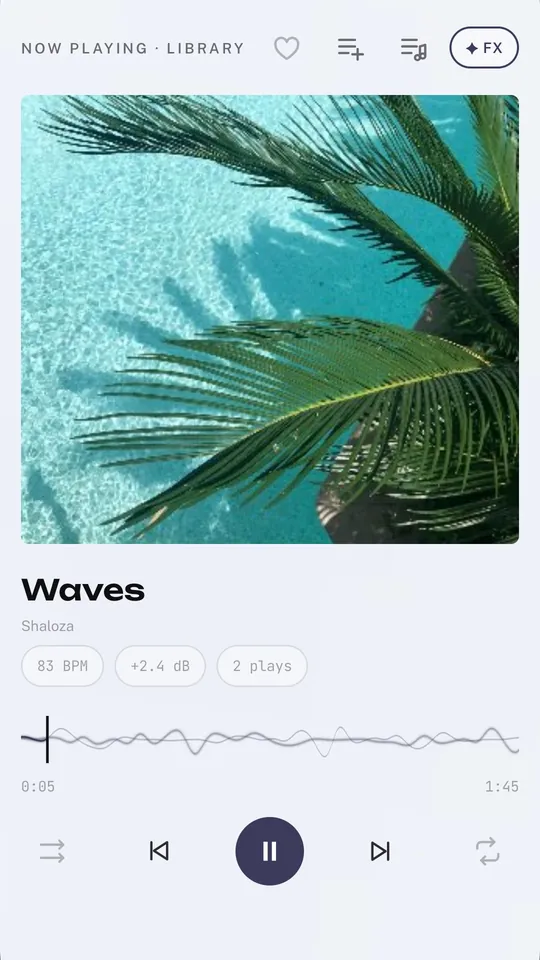 NOW PLAYING · LIBRARY
FX
Waves
Shaloza
83 BPM
+2.4 dB
2 plays
0:05
1:45